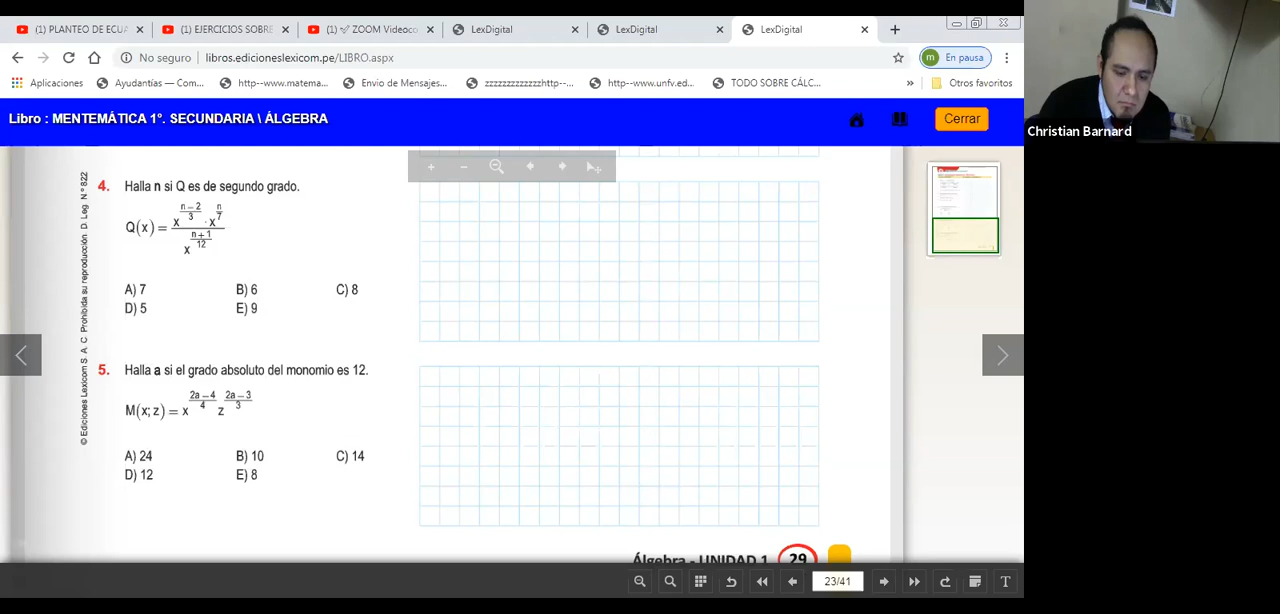 (1) PLANTEO DE ECUA
(1) EJERCICIOS SOBRE
(1) ✅ ZOOM Videoco
LexDigital
LexDigital
LexDigital
No seguro | libros.edicioneslexicom.pe/LIBRO.aspx
m En pausa
Aplicaciones
Ayudantías — Com...
http--www.matema...
Envio de Mensajes...
zzzzzzzzzzzzzhttp--...
http--www.unfv.ed...
TODO SOBRE CÁLC...
»
Otros favoritos
Libro : MENTEMÁTICA 1°. SECUNDARIA \ ÁLGEBRA
Cerrar
Christian Barnard
© Ediciones Lexicom S. A. C. Prohibida su reproducción D. Leg. N° 822
4. Halla n si Q es de segundo grado.
Q(x) = x^((n – 2)/3) · x^(n/7) / x^((n + 1)/12)
A) 7 B) 6 C) 8
D) 5 E) 9
5. Halla a si el grado absoluto del monomio es 12.
M(x; z) = x^((2a – 4)/4) z^((2a – 3)/3)
A) 24 B) 10 C) 14
D) 12 E) 8
Álgebra - UNIDAD 1 29
23/41
T